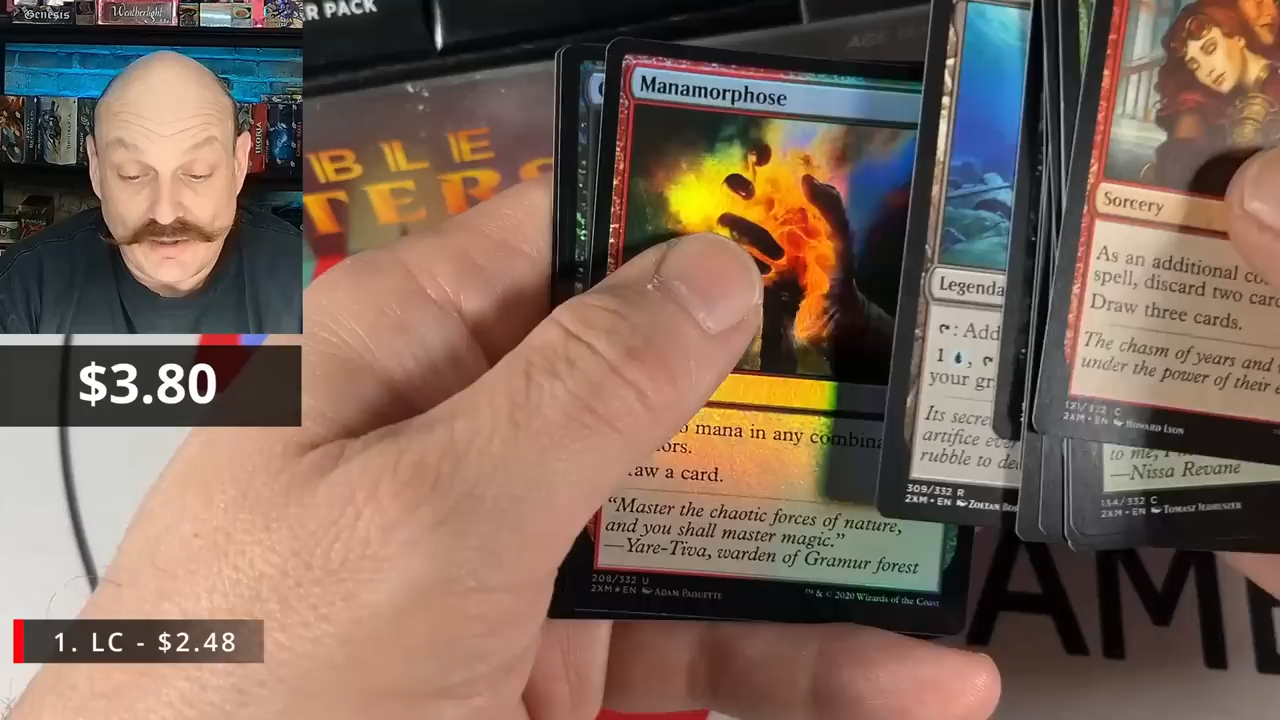 Genesis
Weatherlight
R PACK
IKORIA
BLE
TERS
Manamorphose
mana in any combina
ors.
aw a card.
"Master the chaotic forces of nature,
and you shall master magic."
—Yare-Tiva, warden of Gramur forest
208/332 U
2XM★EN ADAM PAQUETTE
™ & © 2020 Wizards of the Coast
Legenda
: Add
1
your gr
Its secre
artifice eve
rubble to de
309/332 R
2XM • EN ZOLTAN BOS
Sorcery
As an additional co
spell, discard two card
Draw three cards.
The chasm of years and
under the power of their
121/332 C
2XM • EN HOWARD LYON
to me, I
—Nissa Revane
154/332 C
2XM • EN TOMASZ JEDRUSZEK
AME
$3.80
1. LC - $2.48